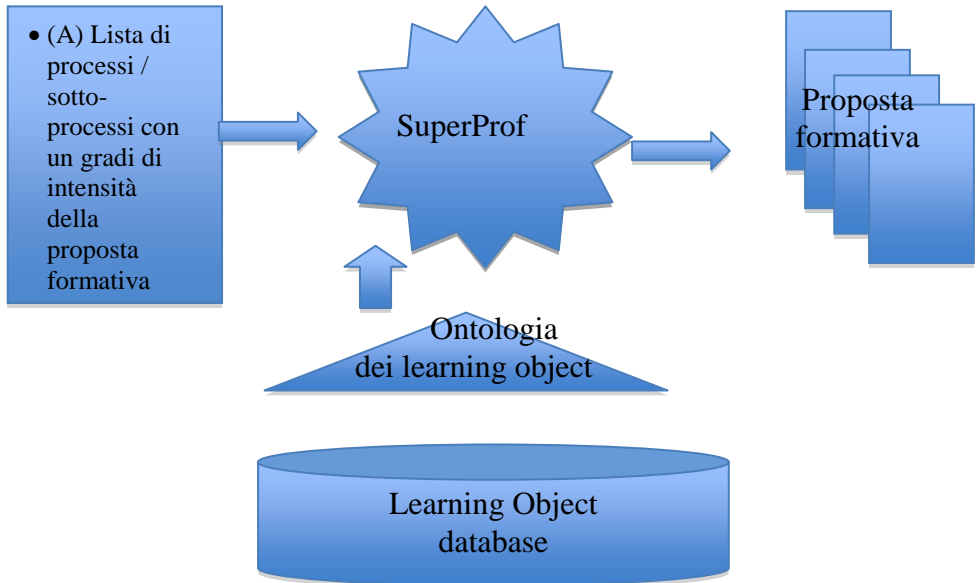 • (A) Lista di
processi /
sotto-
processi con
un gradi di
intensità
della
proposta
formativa
SuperProf
Proposta
formativa
Ontologia
dei learning object
Learning Object
database